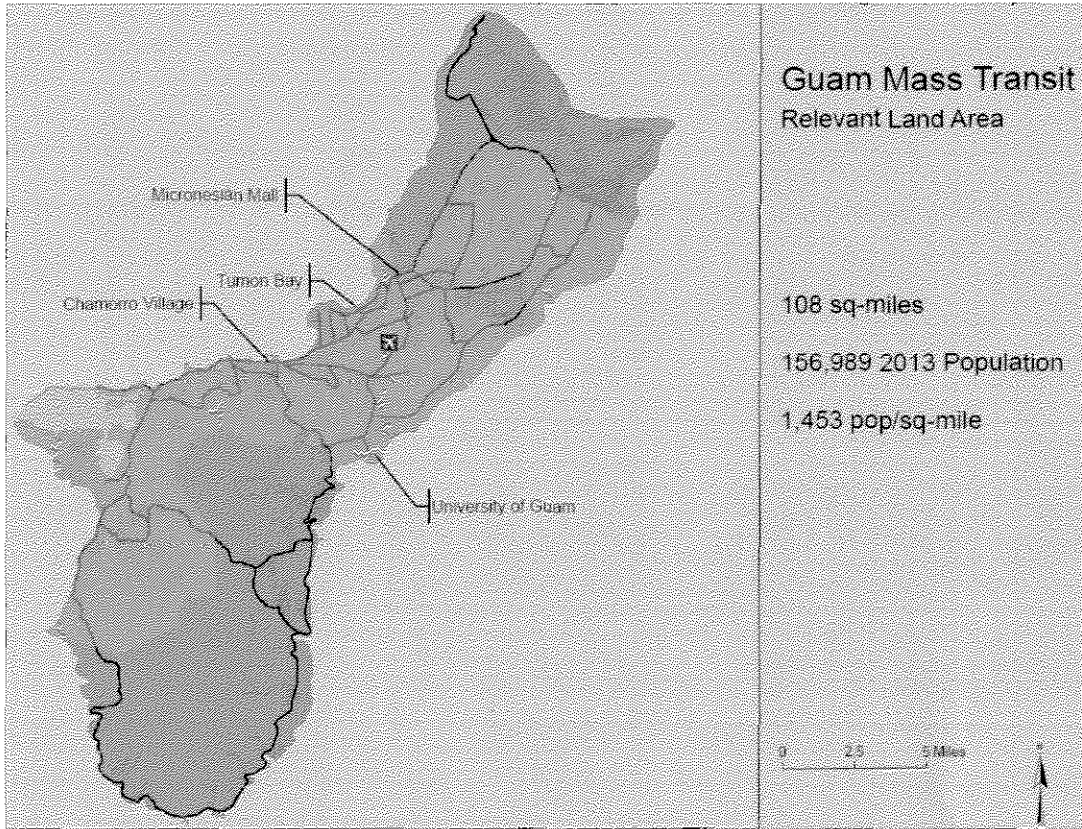 Guam Mass Transit
Relevant Land Area
Micronesian Mall
Tumon Bay
Chamorro Village
108 sq-miles
156,989 2013 Population
1,453 pop/sq-mile
University of Guam
0 2.5 5 Miles